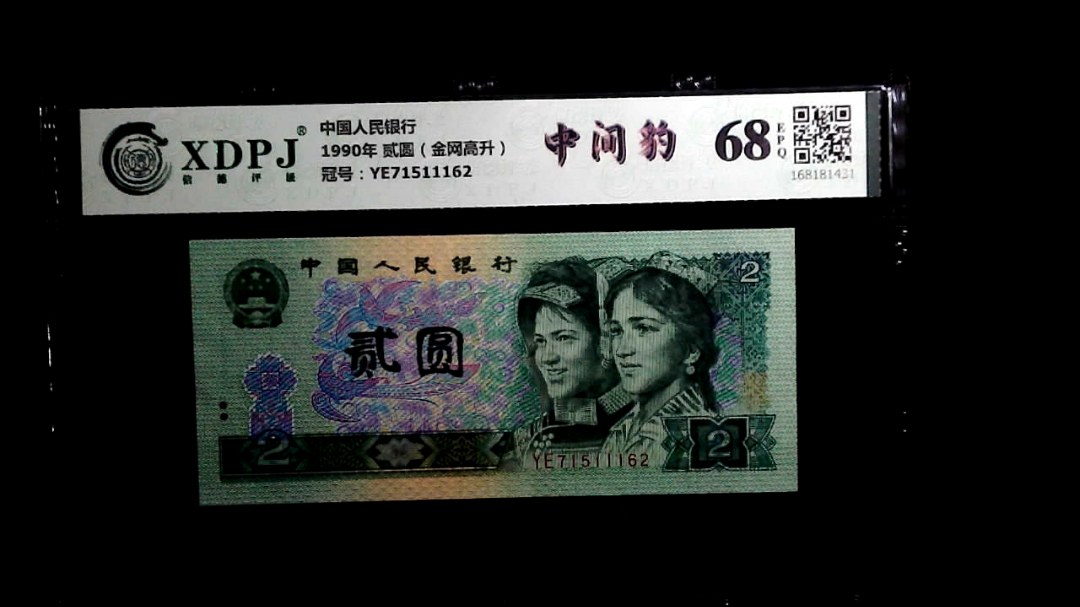 XDPJ®
信德评级
中国人民银行
1990年 贰圆（金网高升）
冠号：YE71511162
中间豹
68
EPQ
168181431
中国人民银行
2
贰圆
2
YE71511162
2